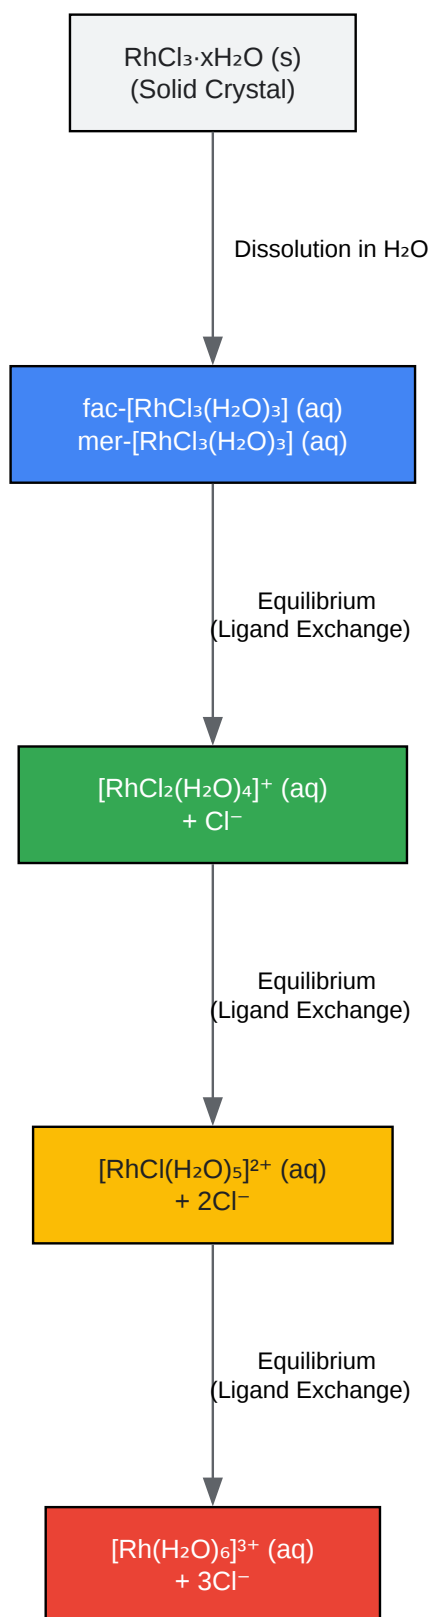 RhCl₃·xH₂O (s)
(Solid Crystal)
Dissolution in H₂O
fac-[RhCl₃(H₂O)₃] (aq)
mer-[RhCl₃(H₂O)₃] (aq)
Equilibrium
(Ligand Exchange)
[RhCl₂(H₂O)₄]⁺ (aq)
+ Cl⁻
Equilibrium
(Ligand Exchange)
[RhCl(H₂O)₅]²⁺ (aq)
+ 2Cl⁻
Equilibrium
(Ligand Exchange)
[Rh(H₂O)₆]³⁺ (aq)
+ 3Cl⁻